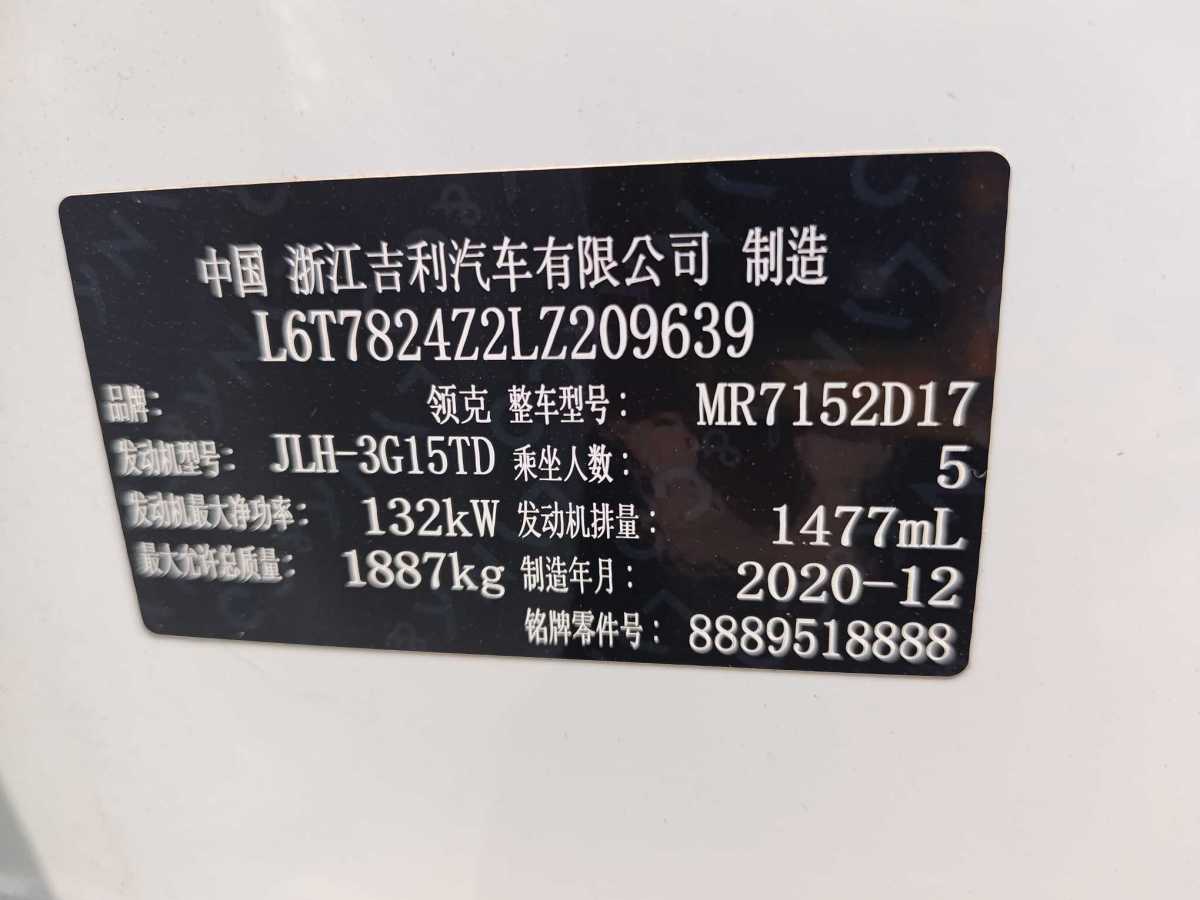 中国 浙江吉利汽车有限公司 制造
L6T7824Z2LZ209639
品牌： 领克 整车型号： MR7152D17
发动机型号： JLH-3G15TD 乘坐人数： 5
发动机最大净功率： 132kW 发动机排量： 1477mL
最大允许总质量： 1887kg 制造年月： 2020-12
铭牌零件号： 8889518888